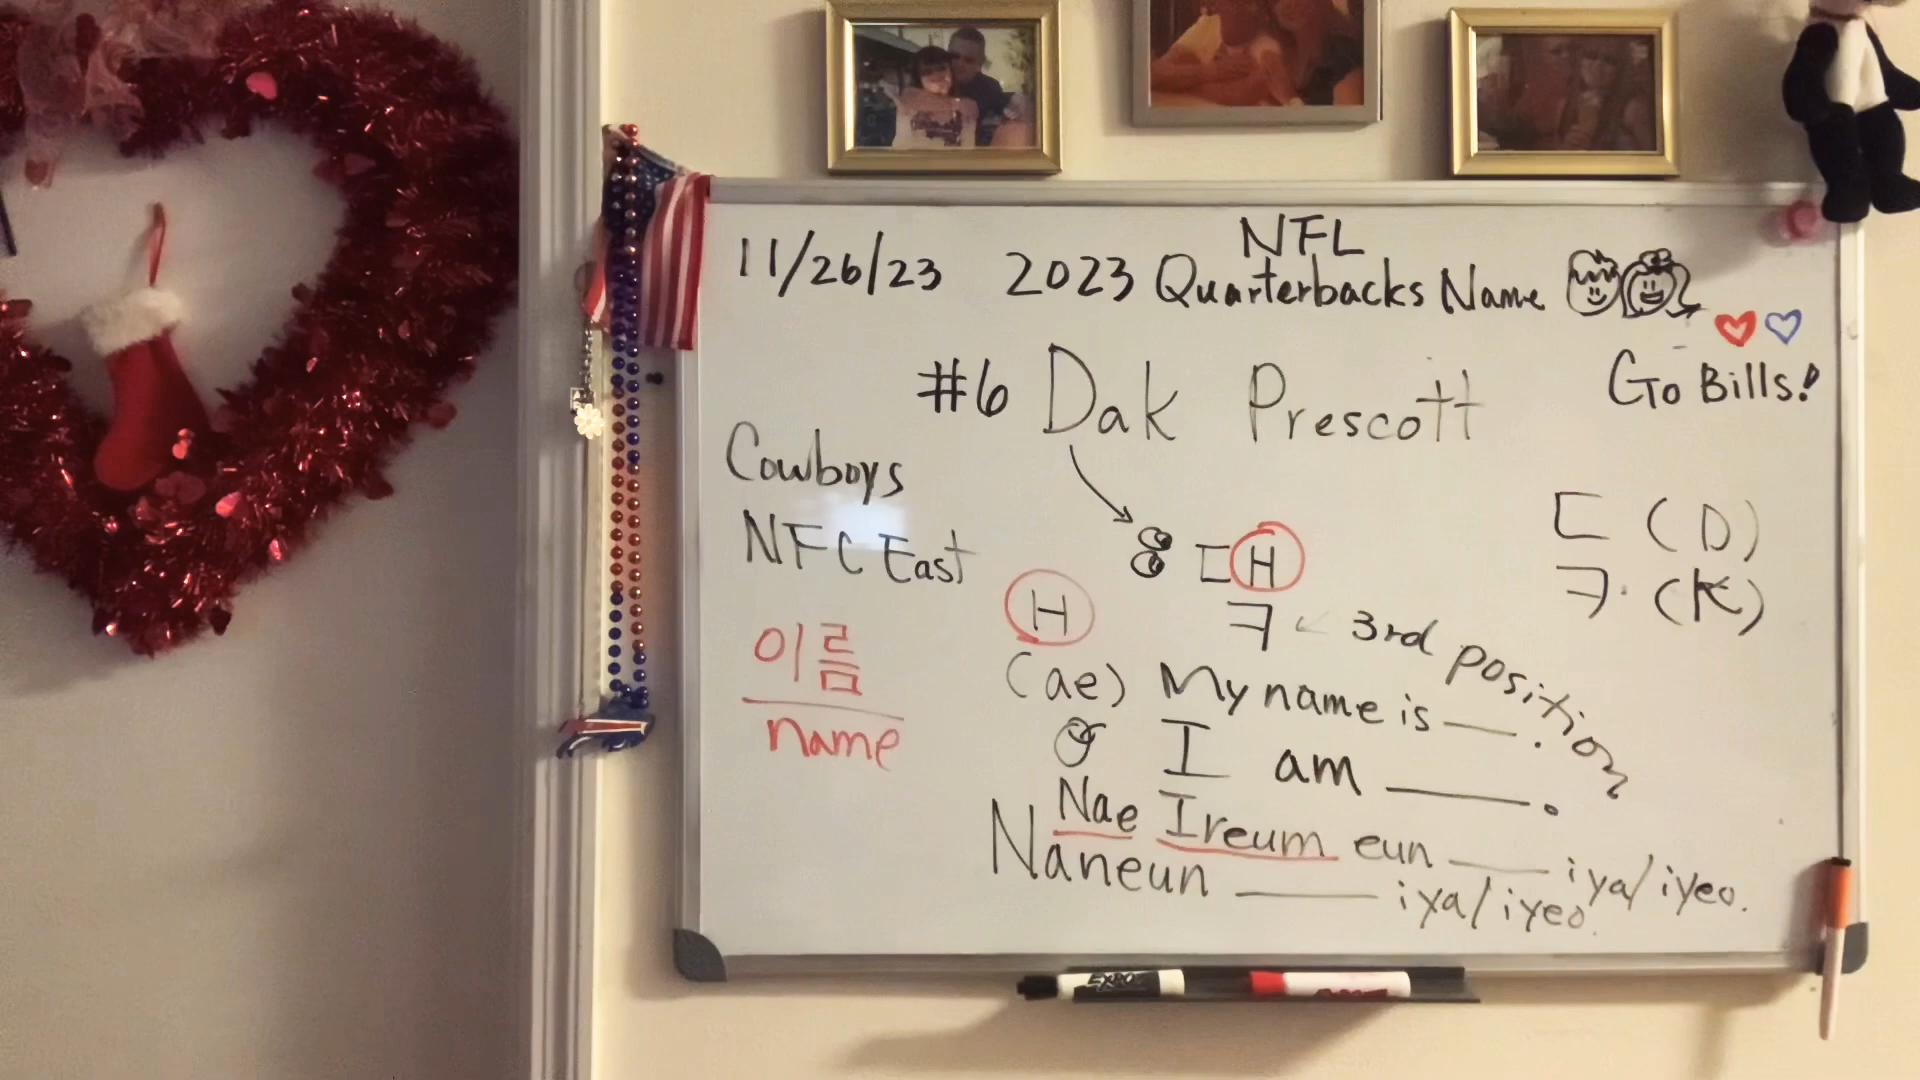 11/26/23 2023 NFL Quarterbacks Name
#6 Dak Prescott
Go Bills!
Cowboys
NFC East
ㄷㅐ
ㅋ 3rd position
ㄷ (D)
ㅋ (K)
ㅐ
(ae)
이름
name
My name is ___.
I am ___.
Nae Ireum eun ___ iya/iyeo.
Naneun ___ iya/iyeo.
EXPO